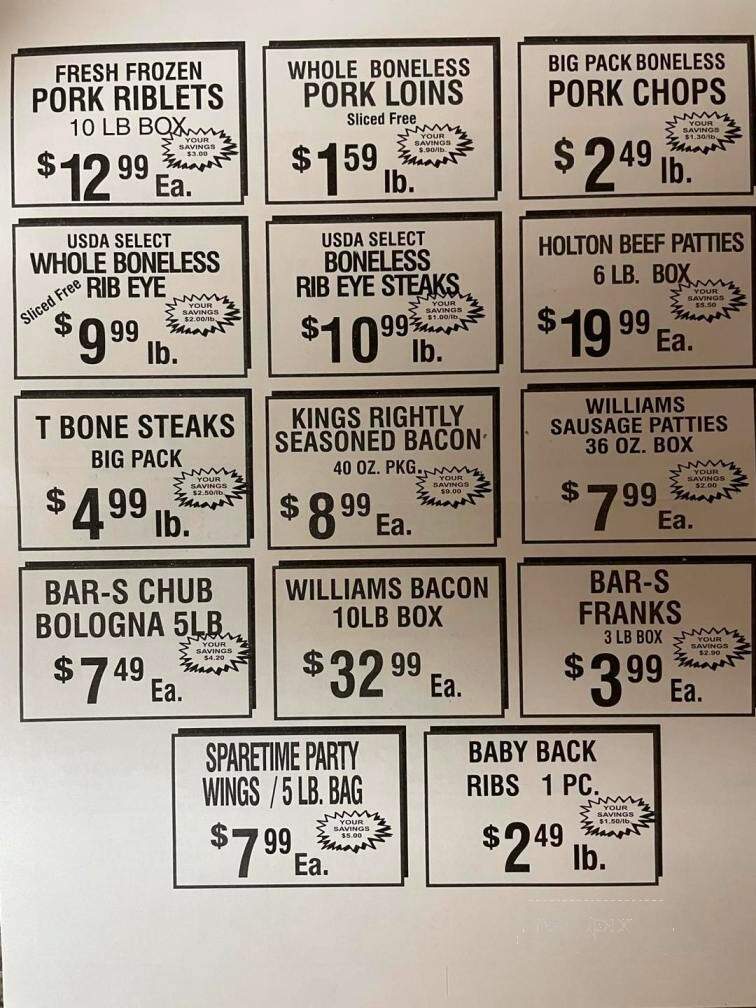 FRESH FROZEN
PORK RIBLETS
10 LB BOX
YOUR
SAVINGS
$3.00
$12 99 Ea.
WHOLE BONELESS
PORK LOINS
Sliced Free
YOUR
SAVINGS
$.90/lb.
$1 59 lb.
BIG PACK BONELESS
PORK CHOPS
YOUR
SAVINGS
$1.30/lb.
$2 49 lb.
USDA SELECT
WHOLE BONELESS
RIB EYE
Sliced Free
YOUR
SAVINGS
$2.00/lb.
$9 99 lb.
USDA SELECT
BONELESS
RIB EYE STEAKS
YOUR
SAVINGS
$1.00/lb.
$10 99 lb.
HOLTON BEEF PATTIES
6 LB. BOX
YOUR
SAVINGS
$5.50
$19 99 Ea.
T BONE STEAKS
BIG PACK
YOUR
SAVINGS
$2.50/lb.
$4 99 lb.
KINGS RIGHTLY
SEASONED BACON
40 OZ. PKG.
YOUR
SAVINGS
$9.00
$8 99 Ea.
WILLIAMS
SAUSAGE PATTIES
36 OZ. BOX
YOUR
SAVINGS
$2.00
$7 99 Ea.
BAR-S CHUB
BOLOGNA 5LB
YOUR
SAVINGS
$4.20
$7 49 Ea.
WILLIAMS BACON
10LB BOX
$32 99 Ea.
BAR-S
FRANKS
3 LB BOX
YOUR
SAVINGS
$2.90
$3 99 Ea.
SPARETIME PARTY
WINGS / 5 LB. BAG
YOUR
SAVINGS
$5.00
$7 99 Ea.
BABY BACK
RIBS 1 PC.
YOUR
SAVINGS
$1.50/lb.
$2 49 lb.